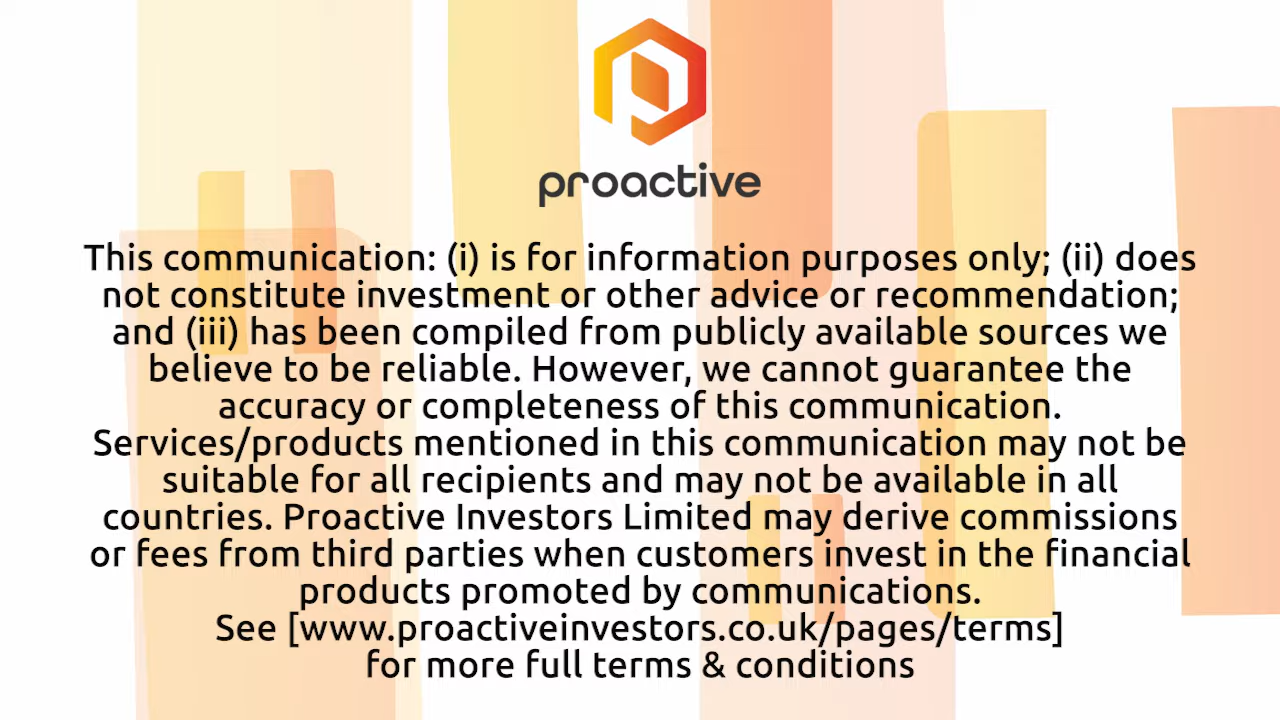 proactive
This communication: (i) is for information purposes only; (ii) does
not constitute investment or other advice or recommendation;
and (iii) has been compiled from publicly available sources we
believe to be reliable. However, we cannot guarantee the
accuracy or completeness of this communication.
Services/products mentioned in this communication may not be
suitable for all recipients and may not be available in all
countries. Proactive Investors Limited may derive commissions
or fees from third parties when customers invest in the financial
products promoted by communications.
See [www.proactiveinvestors.co.uk/pages/terms]
for more full terms & conditions